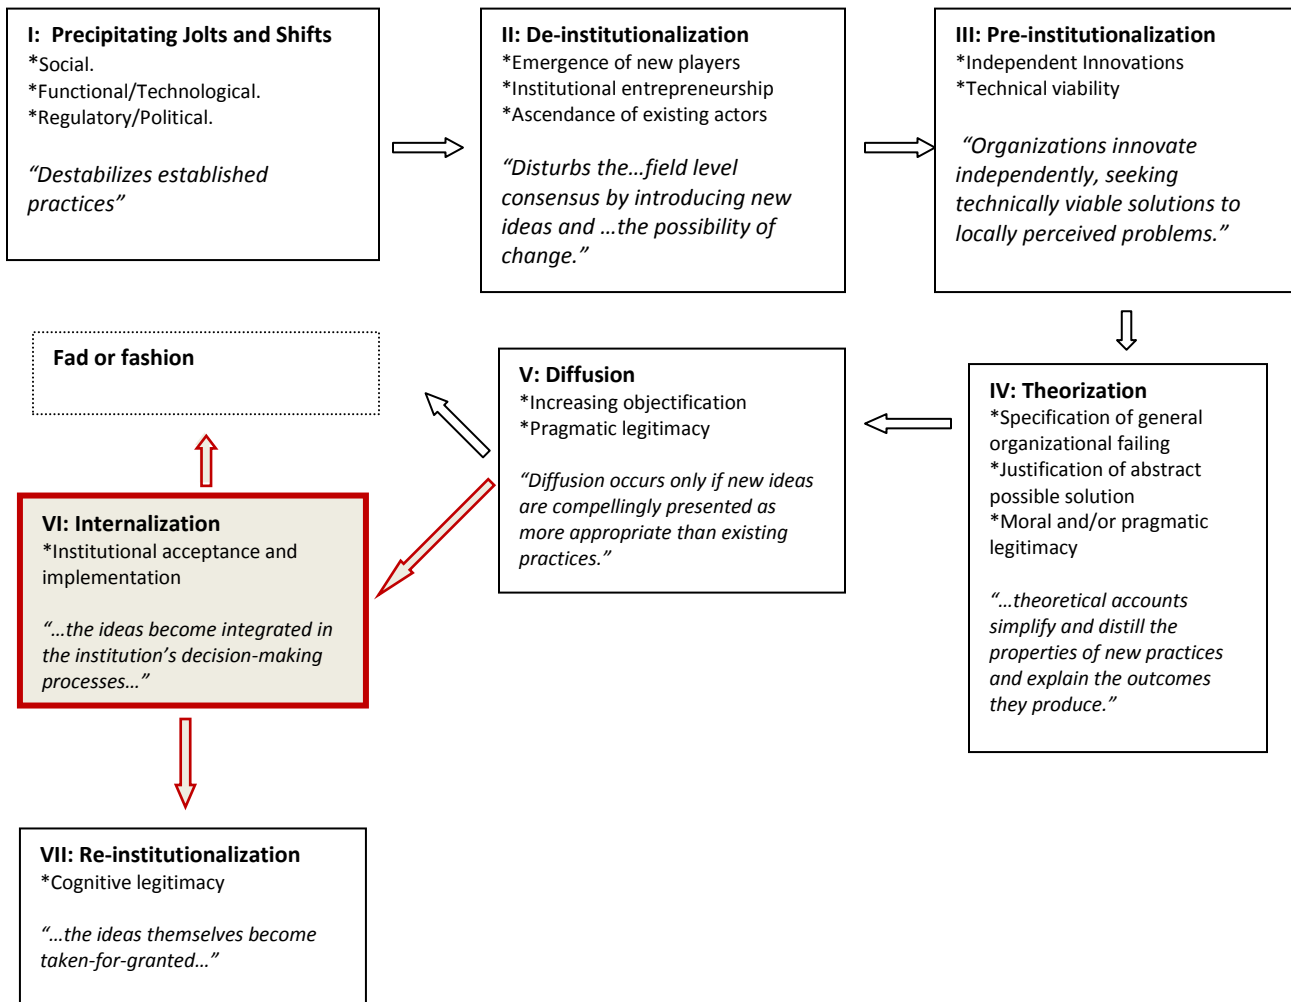 I:  Precipitating Jolts and Shifts
*Social.
*Functional/Technological.
*Regulatory/Political.
“Destabilizes established
practices”
II: De-institutionalization
*Emergence of new players
*Institutional entrepreneurship
*Ascendance of existing actors
“Disturbs the…field level
consensus by introducing new
ideas and …the possibility of
change.”
III: Pre-institutionalization
*Independent Innovations
*Technical viability
“Organizations innovate
independently, seeking
technically viable solutions to
locally perceived problems.”
IV: Theorization
*Specification of general
organizational failing
*Justification of abstract
possible solution
*Moral and/or pragmatic
legitimacy
“…theoretical accounts
simplify and distill the
properties of new practices
and explain the outcomes
they produce.”
V: Diffusion
*Increasing objectification
*Pragmatic legitimacy
“Diffusion occurs only if new ideas
are compellingly presented as
more appropriate than existing
practices.”
Fad or fashion
VI: Internalization
*Institutional acceptance and
implementation
“…the ideas become integrated in
the institution’s decision-making
processes…”
VII: Re-institutionalization
*Cognitive legitimacy
“…the ideas themselves become
taken-for-granted…”